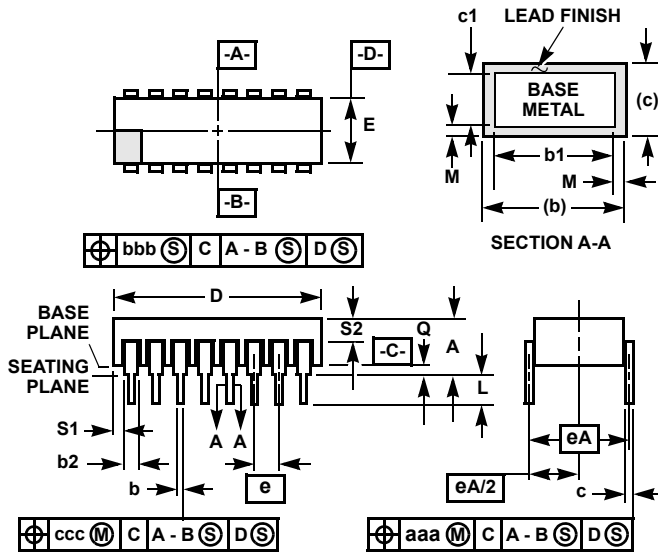 c1 LEAD FINISH
-A- -D-
BASE
METAL
(c)
E
b1
M
M
-B-
(b)
SECTION A-A
⌖ bbb Ⓢ C A - B Ⓢ D Ⓢ
D
BASE
PLANE
S2 Q
-C- A
SEATING
PLANE
L
S1
A A
eA
b2
e
eA/2
b
c
⌖ ccc Ⓜ C A - B Ⓢ D Ⓢ
⌖ aaa Ⓜ C A - B Ⓢ D Ⓢ